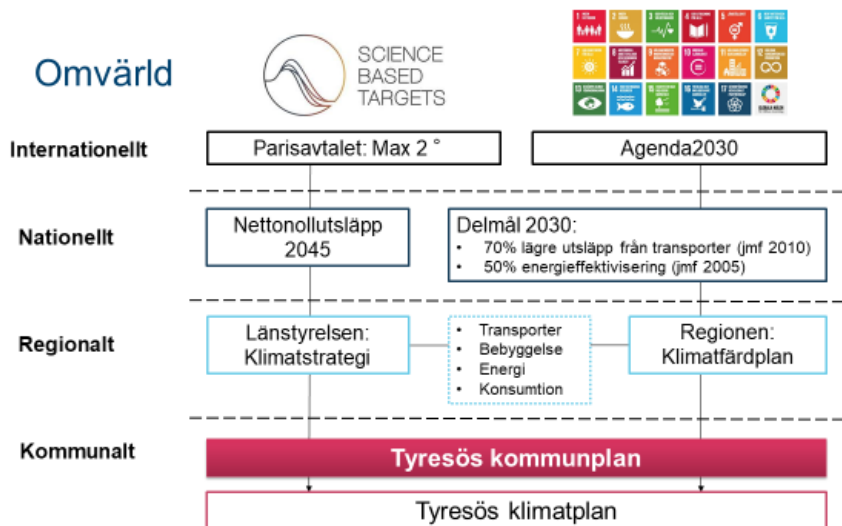 Omvärld
SCIENCE
BASED
TARGETS
Internationellt
Parisavtalet: Max 2 °
Agenda2030
Nationellt
Nettonollutsläpp
2045
Delmål 2030:
• 70% lägre utsläpp från transporter (jmf 2010)
• 50% energieffektivisering (jmf 2005)
Regionalt
Länstyrelsen:
Klimatstrategi
• Transporter
• Bebyggelse
• Energi
• Konsumtion
Regionen:
Klimatfärdplan
Kommunalt
Tyresös kommunplan
Tyresös klimatplan